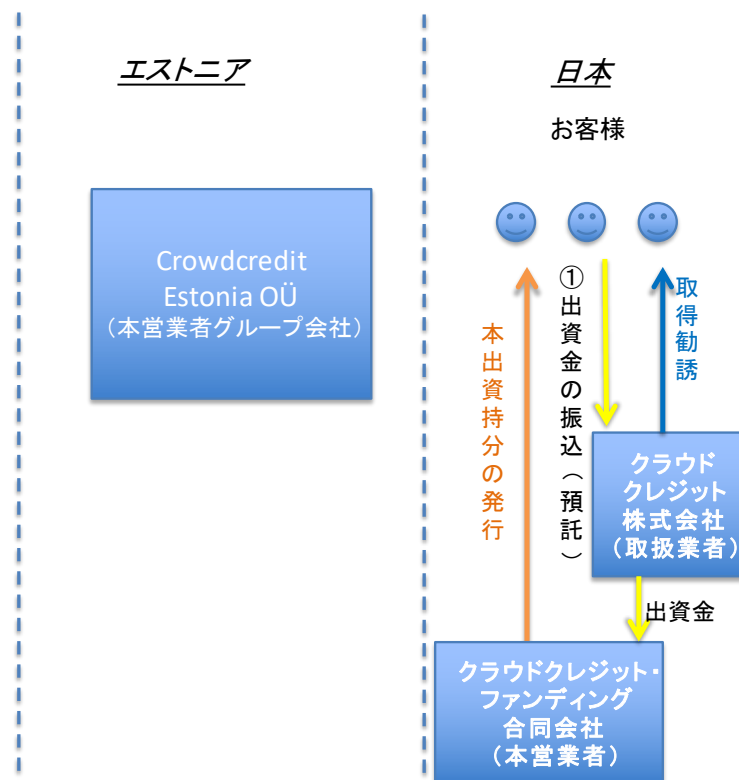 エストニア
日本
お客様
Crowdcredit
Estonia OÜ
（本営業者グループ会社）
本出資持分の発行
①出資金の振込（預託）
取得勧誘
クラウド
クレジット
株式会社
（取扱業者）
出資金
クラウドクレジット・
ファンディング
合同会社
（本営業者）